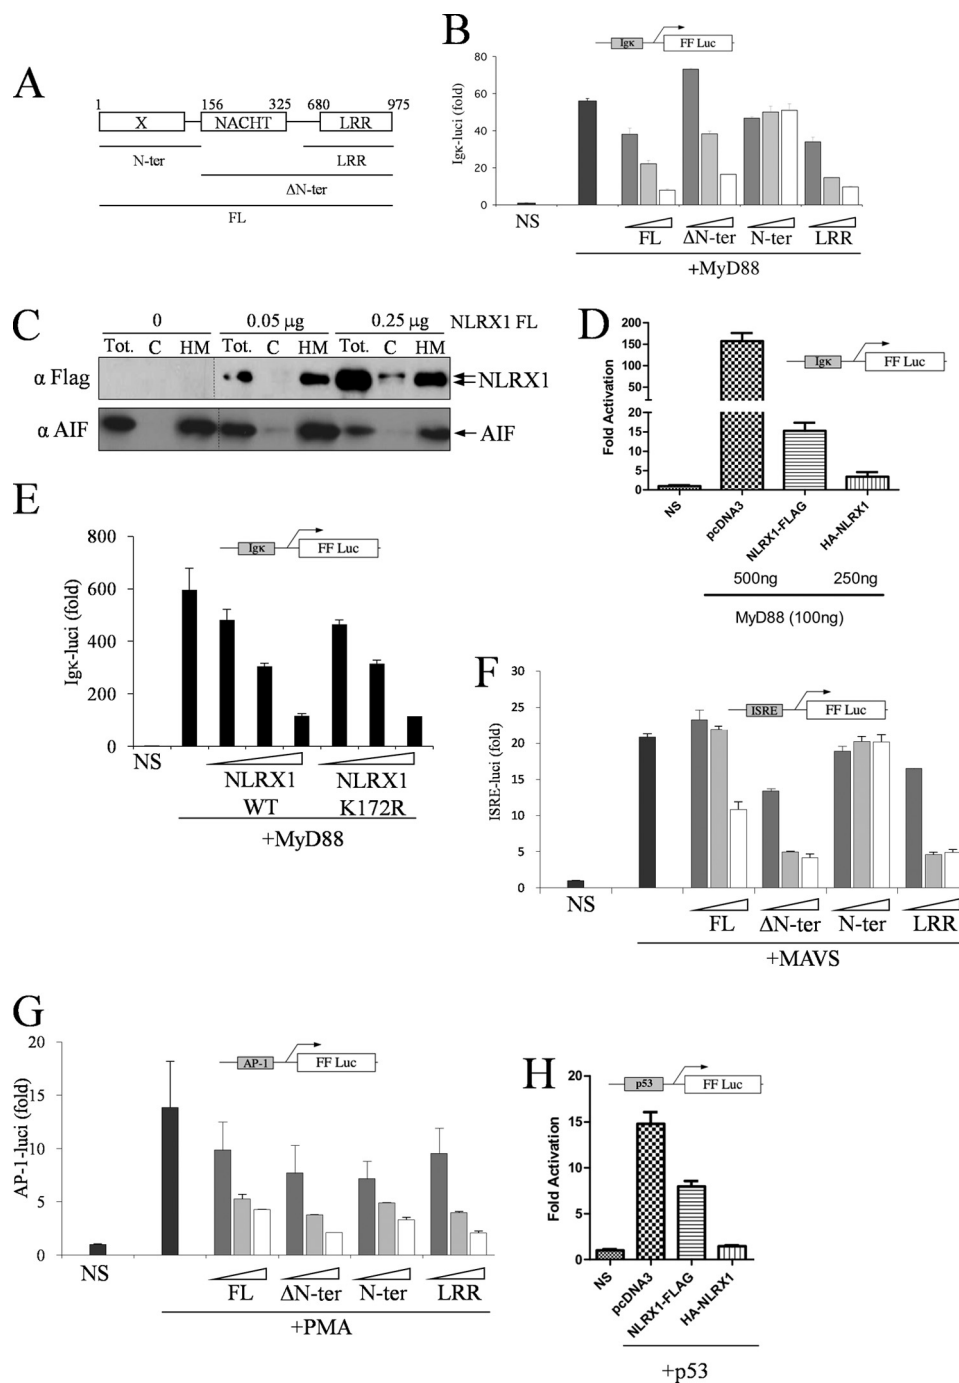 A
1 156 325 680 975
X NACHT LRR
N-ter LRR
ΔN-ter
FL
B
Igκ FF Luc
Igκ-luci (fold)
80
60
40
20
0
NS
FL ΔN-ter N-ter LRR
+MyD88
C
0 0.05 µg 0.25 µg NLRX1 FL
Tot. C HM Tot. C HM Tot. C HM
α Flag NLRX1
α AIF AIF
D
Igκ FF Luc
Fold Activation
200
150
100
50
20
15
10
5
0
NS pcDNA3 NLRX1-FLAG HA-NLRX1
500ng 250ng
MyD88 (100ng)
E
Igκ FF Luc
Igκ-luci (fold)
800
600
400
200
0
NS
NLRX1 NLRX1
WT K172R
+MyD88
F
ISRE FF Luc
ISRE-luci (fold)
30
25
20
15
10
5
0
NS
FL ΔN-ter N-ter LRR
+MAVS
G
AP-1 FF Luc
AP-1-luci (fold)
20
15
10
5
0
NS
FL ΔN-ter N-ter LRR
+PMA
H
p53 FF Luc
Fold Activation
20
15
10
5
0
NS pcDNA3 NLRX1-FLAG HA-NLRX1
+p53